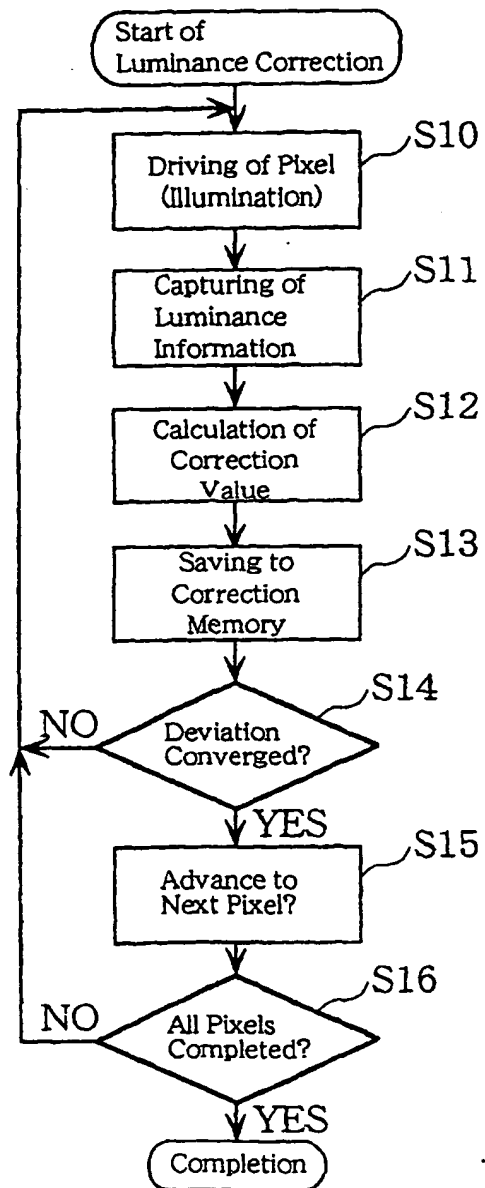 Start of
Luminance Correction
S10
Driving of Pixel
(Illumination)
S11
Capturing of
Luminance
Information
S12
Calculation of
Correction
Value
S13
Saving to
Correction
Memory
S14
NO
Deviation
Converged?
YES
S15
Advance to
Next Pixel?
S16
NO
All Pixels
Completed?
YES
Completion